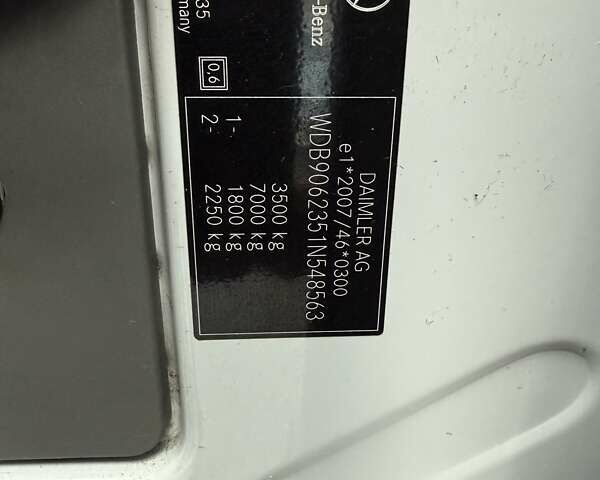 -Benz
35
many
0,6
DAIMLER AG
e1*2007/46*0300
WDB9062351N548563
3500 kg
7000 kg
1- 1800 kg
2- 2250 kg